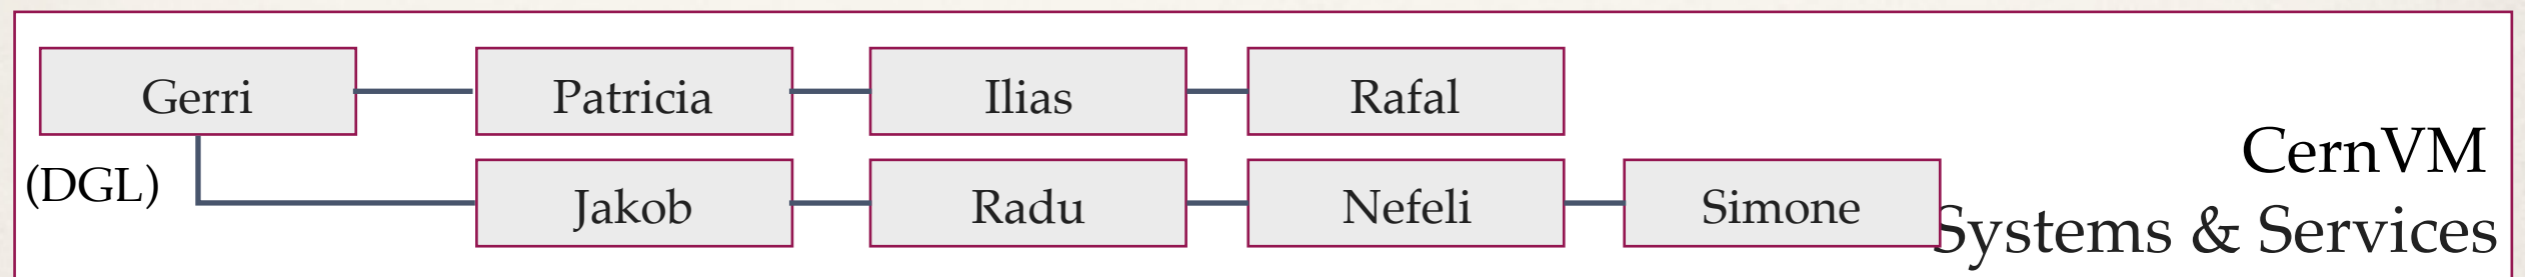 Gerri
Patricia
Ilias
Rafal
(DGL)
Jakob
Radu
Nefeli
Simone
CernVM
Systems & Services